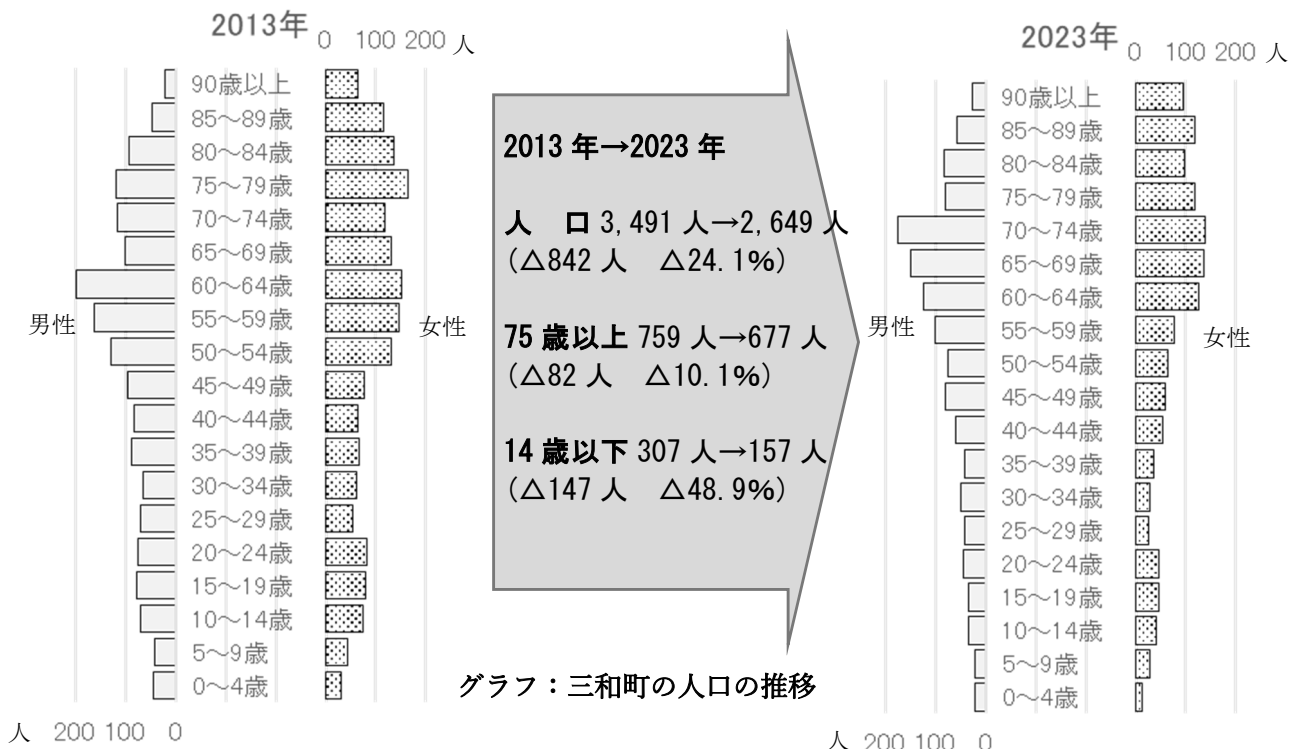 2013年
0 100 200 人
90歳以上
85～89歳
80～84歳
75～79歳
70～74歳
65～69歳
60～64歳
55～59歳
50～54歳
45～49歳
40～44歳
35～39歳
30～34歳
25～29歳
20～24歳
15～19歳
10～14歳
5～9歳
0～4歳
男性
女性
人 200 100 0
2013 年→2023 年
人　口 3,491 人→2,649 人
(△842 人　△24.1%)
75 歳以上 759 人→677 人
(△82 人　△10.1%)
14 歳以下 307 人→157 人
(△147 人　△48.9%)
グラフ：三和町の人口の推移
2023年
0 100 200 人
90歳以上
85～89歳
80～84歳
75～79歳
70～74歳
65～69歳
60～64歳
55～59歳
50～54歳
45～49歳
40～44歳
35～39歳
30～34歳
25～29歳
20～24歳
15～19歳
10～14歳
5～9歳
0～4歳
男性
女性
人 200 100 0